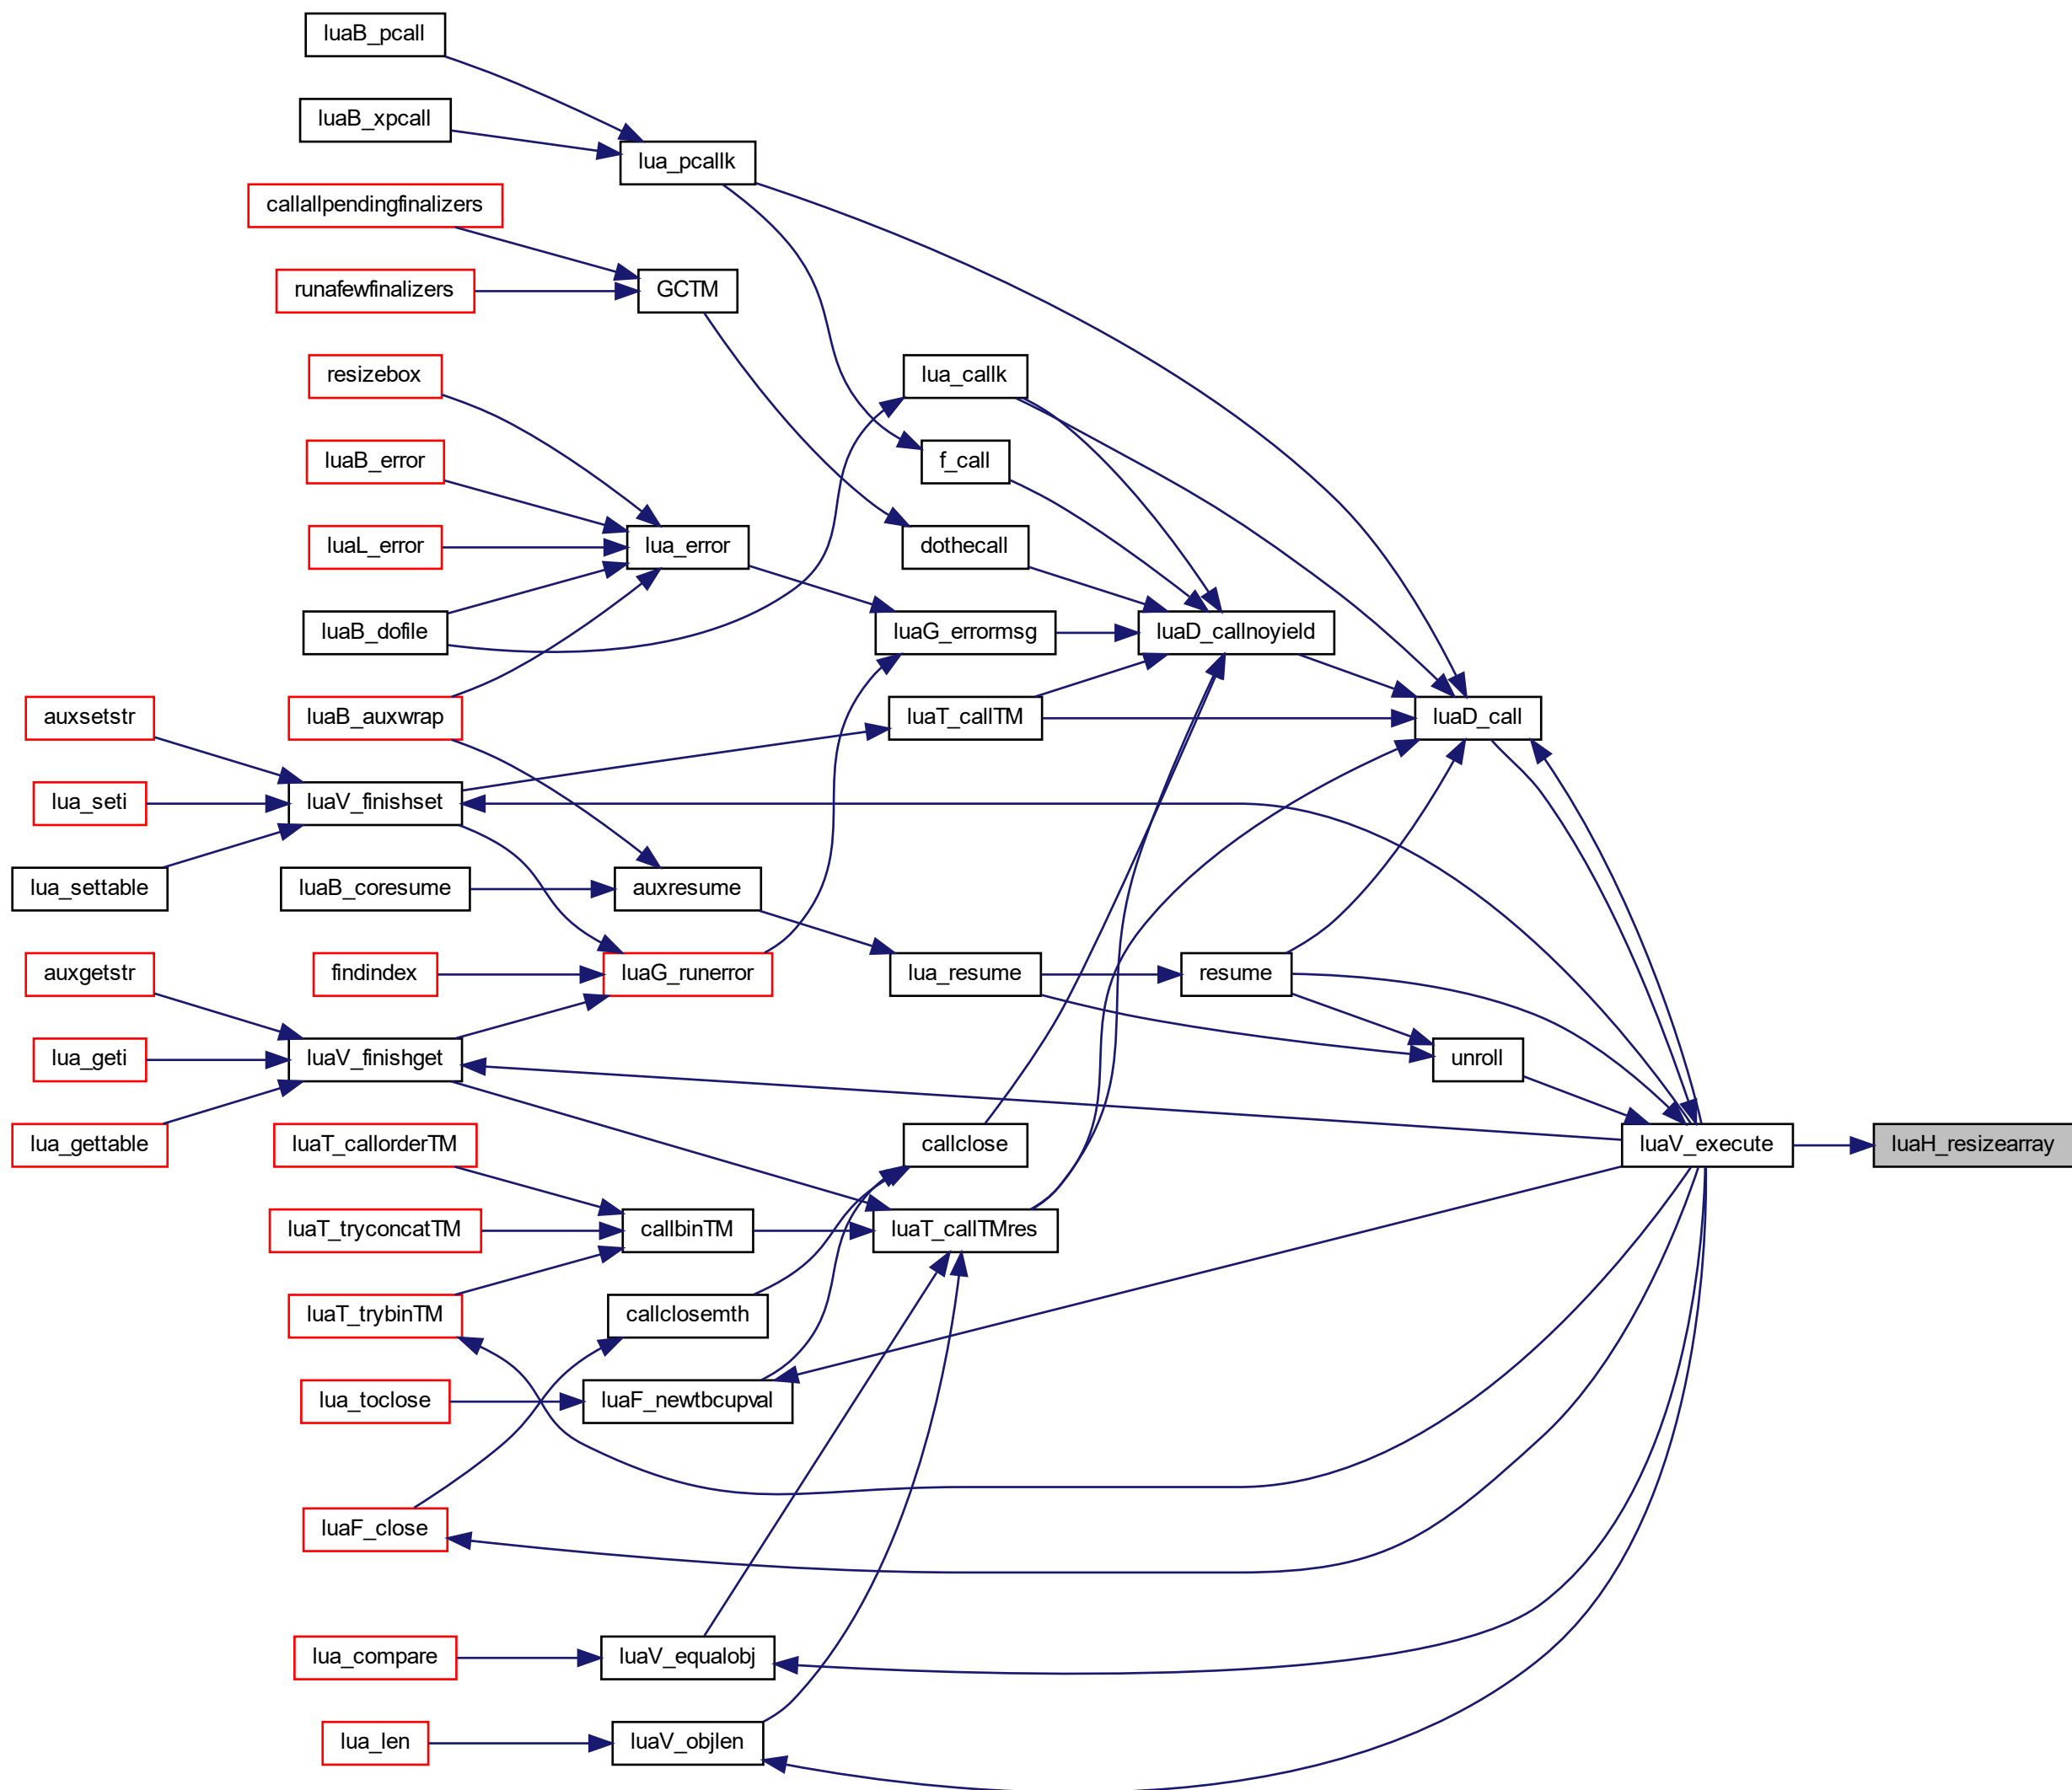 luaB_pcall
luaB_xpcall
lua_pcallk
callallpendingfinalizers
runafewfinalizers
GCTM
resizebox
lua_callk
luaB_error
f_call
luaL_error
lua_error
dothecall
luaB_dofile
luaG_errormsg
luaD_callnoyield
auxsetstr
luaB_auxwrap
luaT_callTM
luaD_call
lua_seti
luaV_finishset
lua_settable
luaB_coresume
auxresume
auxgetstr
findindex
luaG_runerror
lua_resume
resume
lua_geti
luaV_finishget
unroll
lua_gettable
luaT_callorderTM
callclose
luaV_execute
luaH_resizearray
luaT_tryconcatTM
callbinTM
luaT_callTMres
luaT_trybinTM
callclosemth
lua_toclose
luaF_newtbcupval
luaF_close
lua_compare
luaV_equalobj
lua_len
luaV_objlen